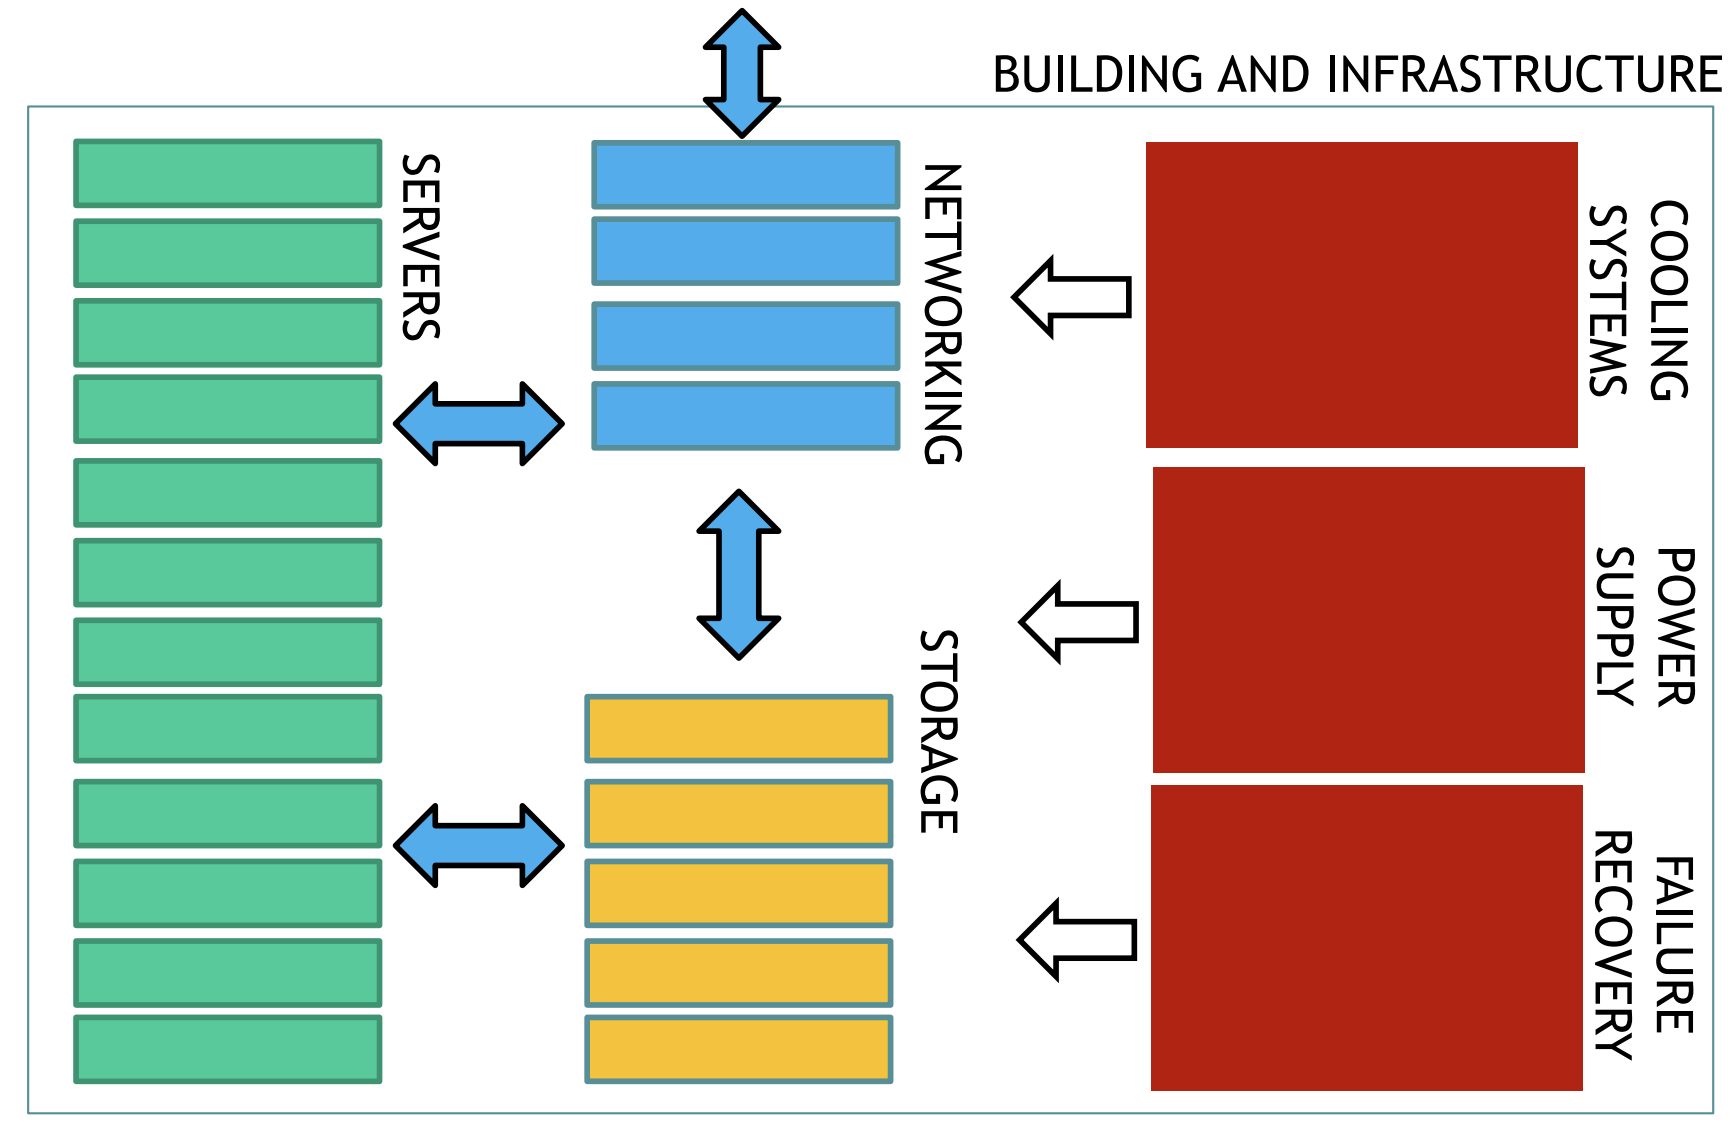 BUILDING AND INFRASTRUCTURE
SERVERS
NETWORKING
STORAGE
COOLING
SYSTEMS
POWER
SUPPLY
FAILURE
RECOVERY